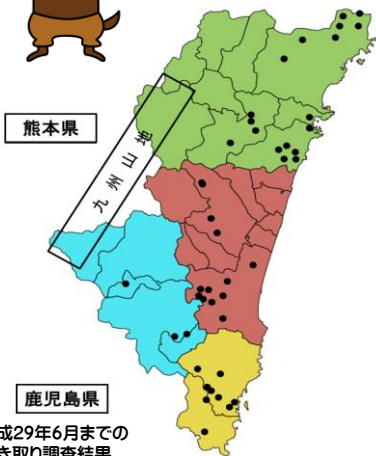 熊本県
九州山地
鹿児島県
成29年6月までの
き取り調査結果